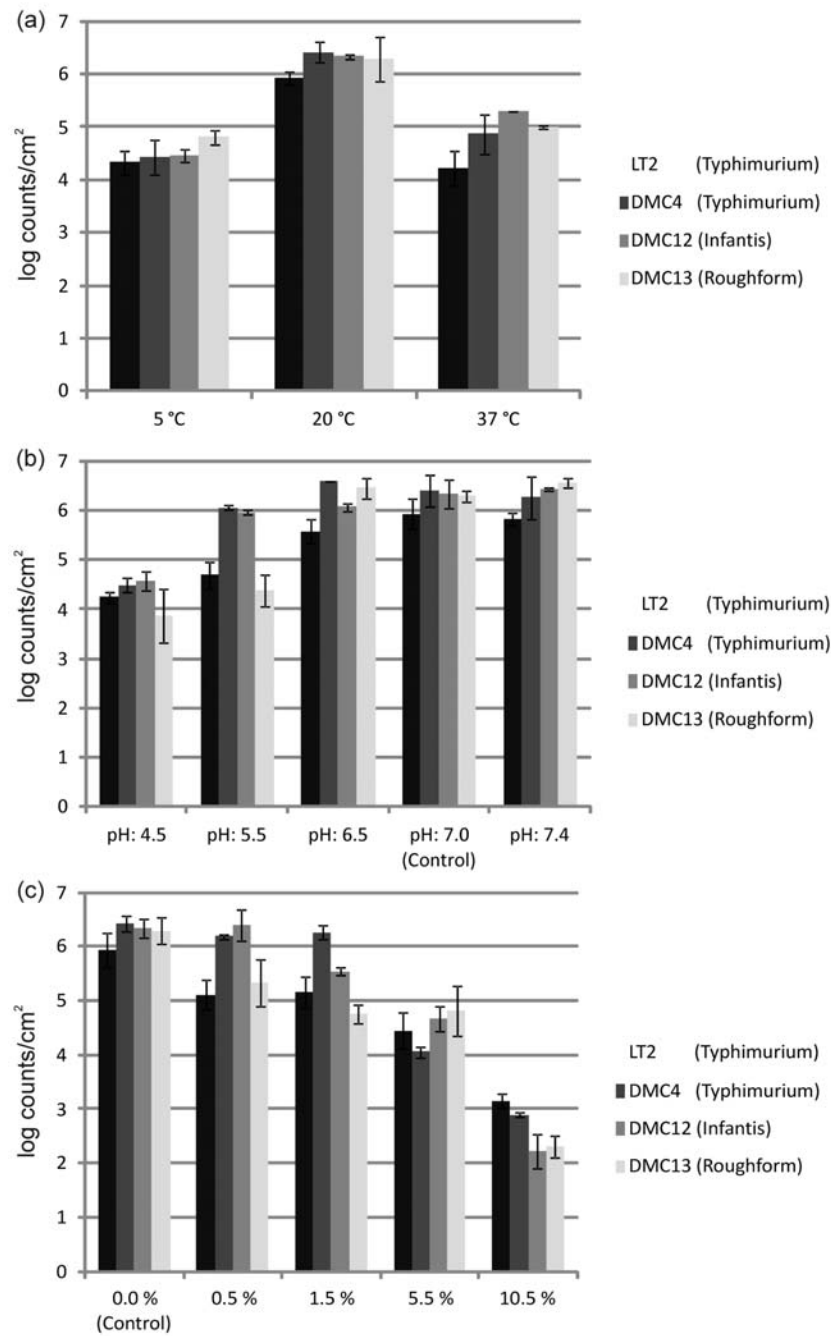 (a)
7
6
5
4
3
2
1
0
log counts/cm²
5 °C 20 °C 37 °C
LT2 (Typhimurium)
DMC4 (Typhimurium)
DMC12 (Infantis)
DMC13 (Roughform)
(b)
7
6
5
4
3
2
1
0
log counts/cm²
pH: 4.5 pH: 5.5 pH: 6.5 pH: 7.0 pH: 7.4
(Control)
LT2 (Typhimurium)
DMC4 (Typhimurium)
DMC12 (Infantis)
DMC13 (Roughform)
(c)
7
6
5
4
3
2
1
0
log counts/cm²
0.0 % 0.5 % 1.5 % 5.5 % 10.5 %
(Control)
LT2 (Typhimurium)
DMC4 (Typhimurium)
DMC12 (Infantis)
DMC13 (Roughform)